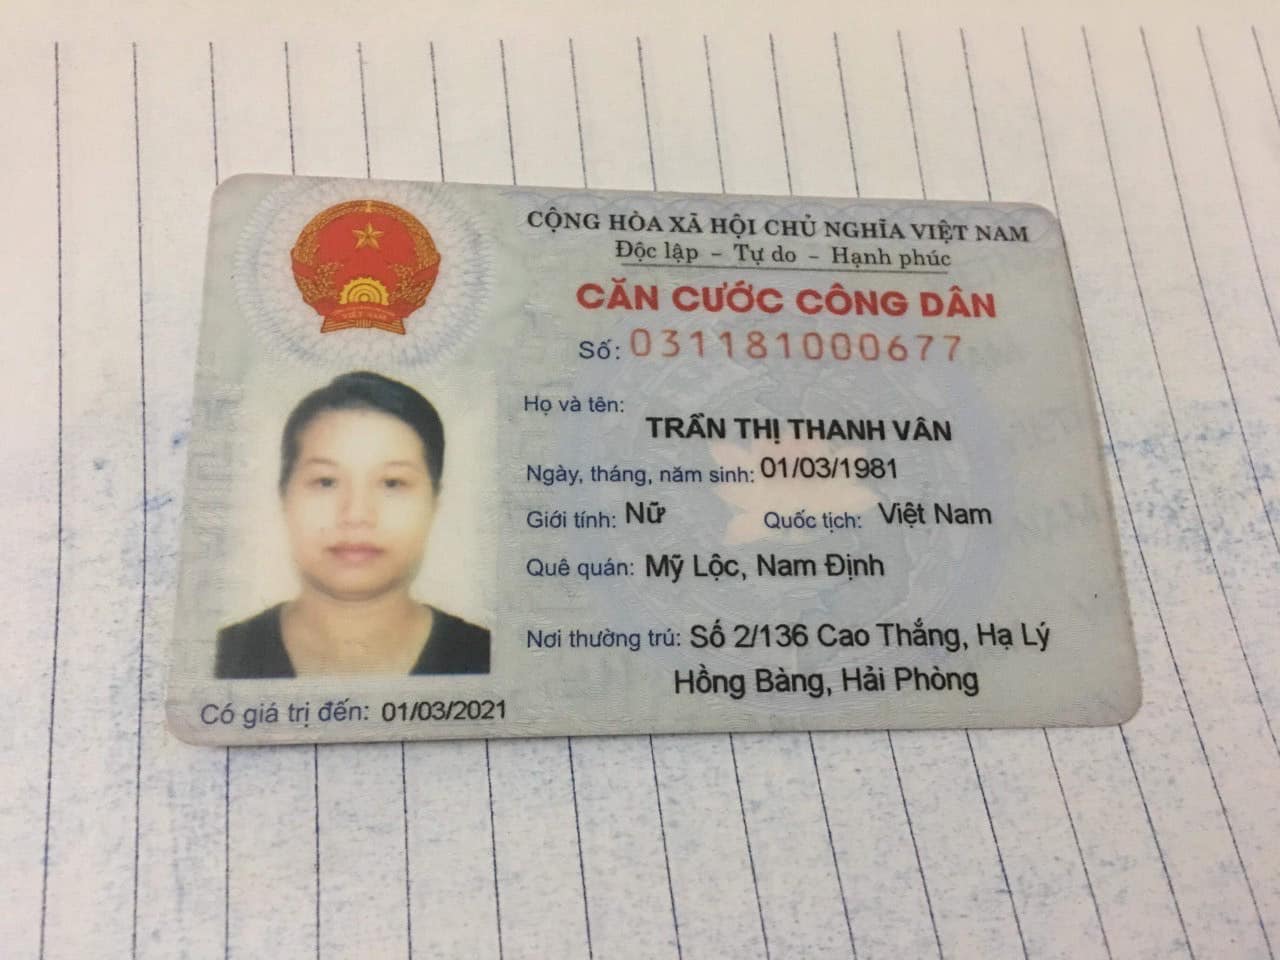 CỘNG HÒA XÃ HỘI CHỦ NGHĨA VIỆT NAM
Độc lập - Tự do - Hạnh phúc
CĂN CƯỚC CÔNG DÂN
Số: 031181000677
Họ và tên:
TRẦN THỊ THANH VÂN
Ngày, tháng, năm sinh: 01/03/1981
Giới tính: Nữ Quốc tịch: Việt Nam
Quê quán: Mỹ Lộc, Nam Định
Nơi thường trú: Số 2/136 Cao Thắng, Hạ Lý
Hồng Bàng, Hải Phòng
Có giá trị đến: 01/03/2021
VIỆT NAM